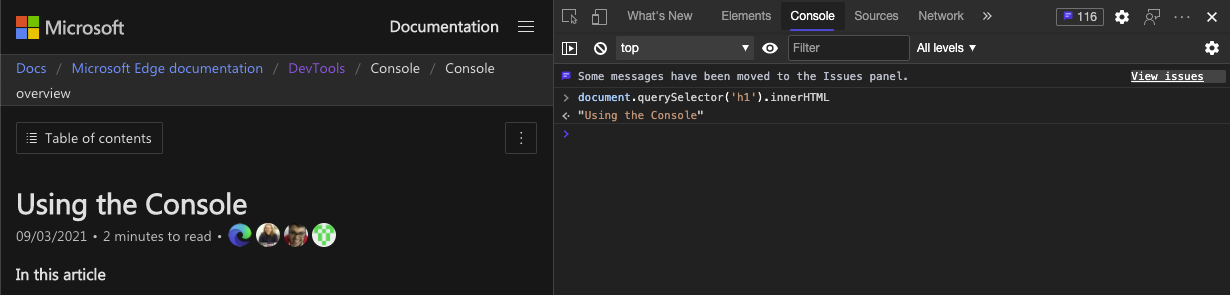 Microsoft
Documentation
Docs / Microsoft Edge documentation / DevTools / Console / Console
overview
Table of contents
Using the Console
09/03/2021 • 2 minutes to read •
In this article
What's New Elements Console Sources Network » 116
top Filter All levels ▼
Some messages have been moved to the Issues panel. View issues
> document.querySelector('h1').innerHTML
"Using the Console"
>